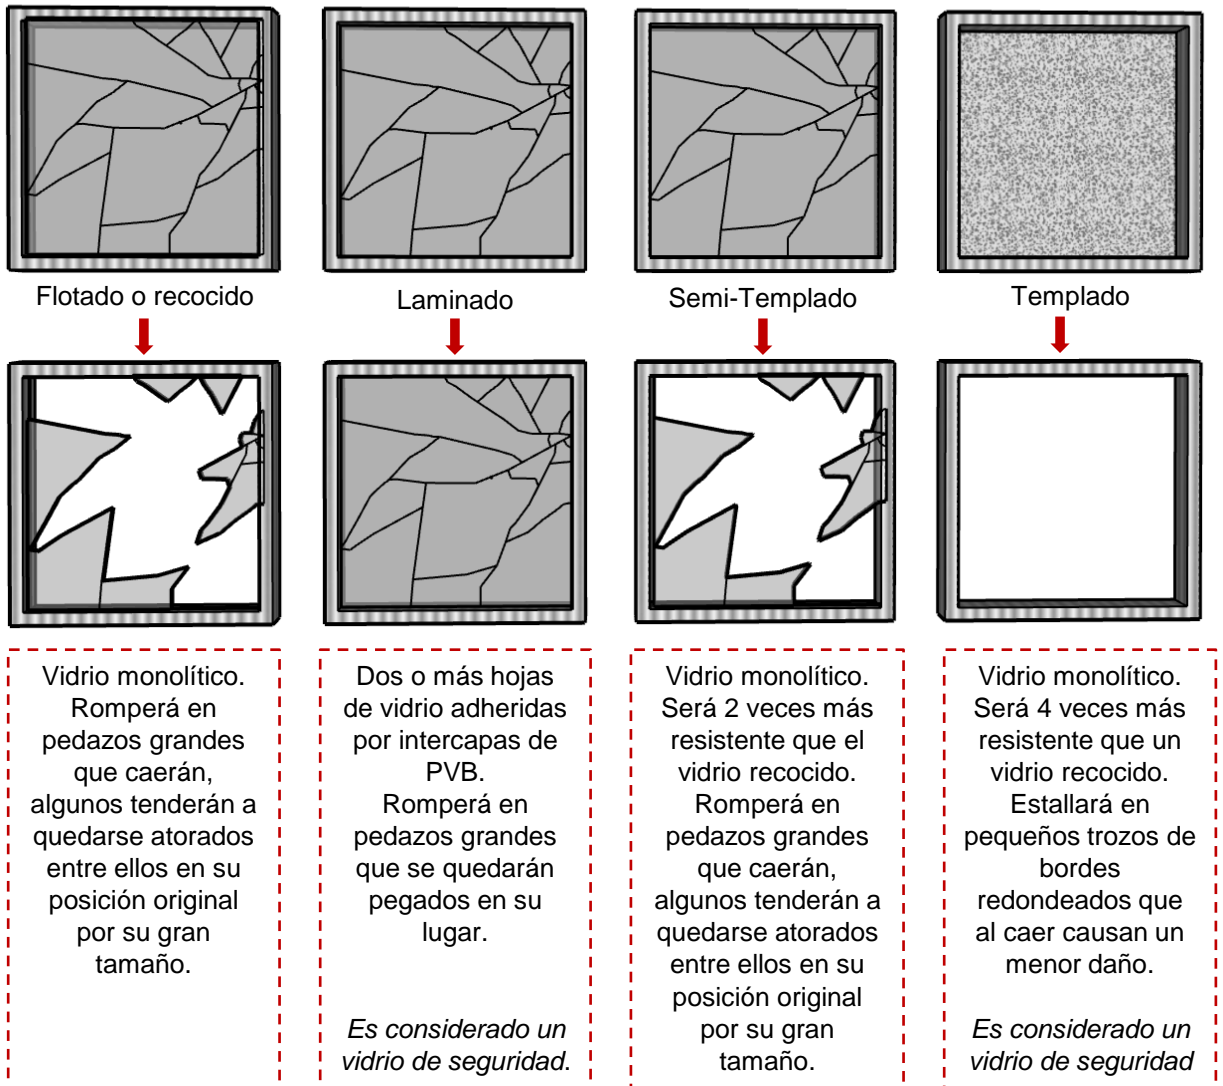 Flotado o recocido
Laminado
Semi-Templado
Templado
Vidrio monolítico.
Romperá en
pedazos grandes
que caerán,
algunos tenderán a
quedarse atorados
entre ellos en su
posición original
por su gran
tamaño.
Dos o más hojas
de vidrio adheridas
por intercapas de
PVB.
Romperá en
pedazos grandes
que se quedarán
pegados en su
lugar.
Es considerado un
vidrio de seguridad.
Vidrio monolítico.
Será 2 veces más
resistente que el
vidrio recocido.
Romperá en
pedazos grandes
que caerán,
algunos tenderán a
quedarse atorados
entre ellos en su
posición original
por su gran
tamaño.
Vidrio monolítico.
Será 4 veces más
resistente que un
vidrio recocido.
Estallará en
pequeños trozos de
bordes
redondeados que
al caer causan un
menor daño.
Es considerado un
vidrio de seguridad